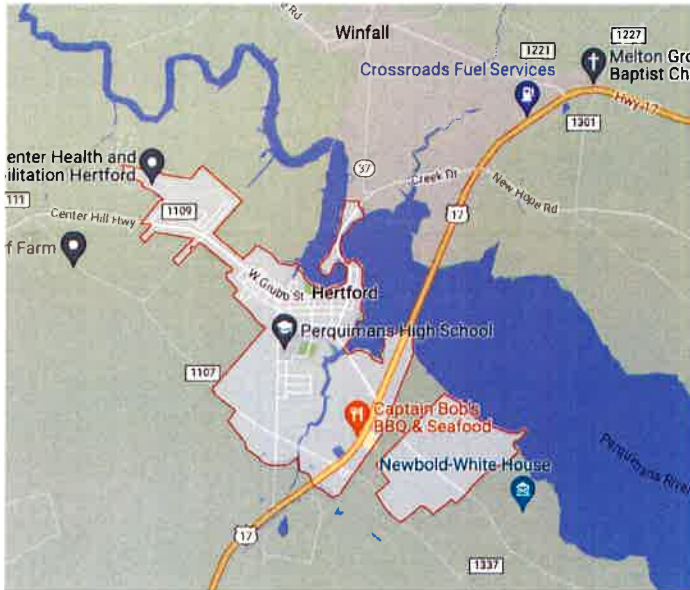 Rd
Winfall
1227
1221
Melton Gro
Baptist Ch
Crossroads Fuel Services
Hwy 17
1301
enter Health and
ilitation Hertford
37
Creek Dr
New Hope Rd
111
1109
17
Center Hill Hwy
f Farm
W Grubb St
Hertford
Perquimans High School
1107
Captain Bob's
BBQ & Seafood
Newbold-White House
Perquimans River
17
1337